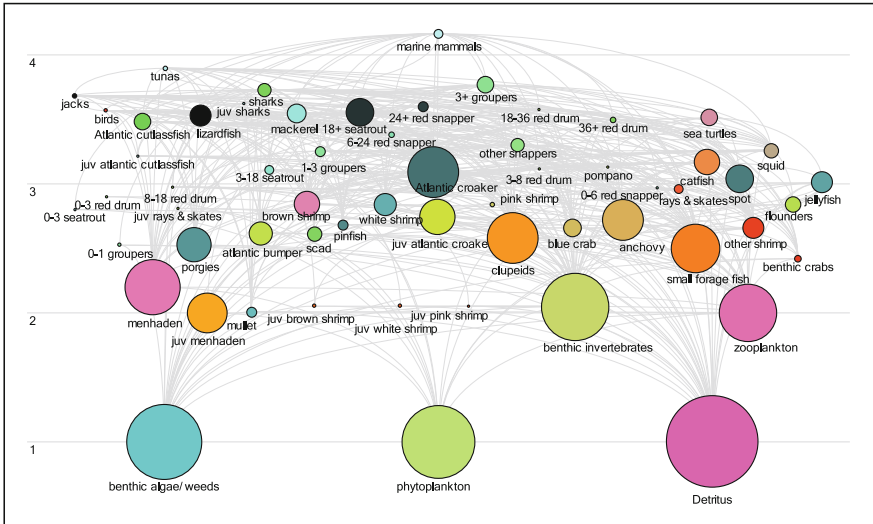 marine mammals
4
tunas
sharks
3+ groupers
jacks
juv sharks
birds
24+ red snapper
18-36 red drum
Atlantic cutlassfish
lizardfish
mackerel
18+ seatrout
36+ red drum
sea turtles
6-24 red snapper
other snappers
squid
juv atlantic cutlassfish
1-3 groupers
3-18 seatrout
pompano
catfish
3
Atlantic croaker
3-8 red drum
0-6 red snapper
rays & skates
spot
jellyfish
8-18 red drum
0-3 red drum
pink shrimp
0-3 seatrout
juv rays & skates
brown shrimp
white shrimp
flounders
pinfish
juv atlantic croake
blue crab
anchovy
other shrimp
0-1 groupers
porgies
atlantic bumper
scad
clupeids
small forage fish
benthic crabs
menhaden
mullet
juv brown shrimp
juv pink shrimp
2
juv menhaden
juv white shrimp
benthic invertebrates
zooplankton
1
benthic algae/ weeds
phytoplankton
Detritus